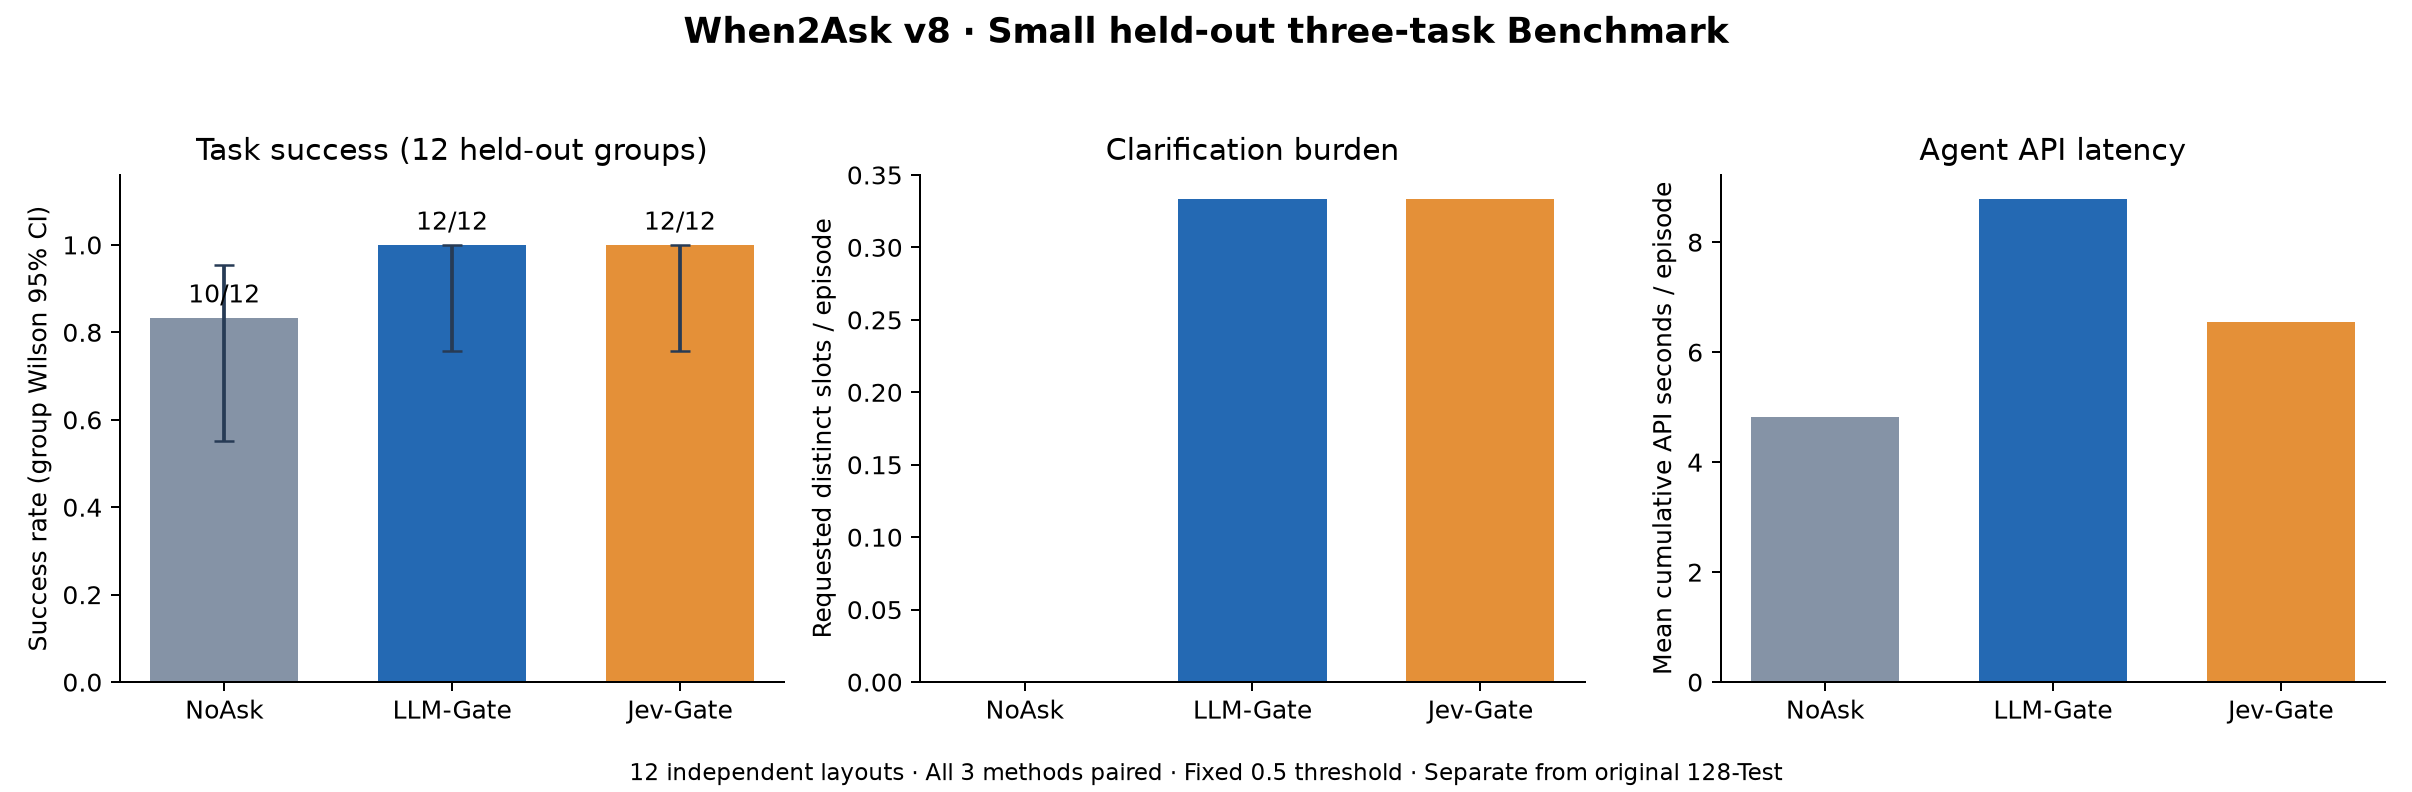 When2Ask v8 · Small held-out three-task Benchmark
Task success (12 held-out groups)
Success rate (group Wilson 95% CI)
1.0
0.8
0.6
0.4
0.2
0.0
10/12
12/12
12/12
NoAsk
LLM-Gate
Jev-Gate
Clarification burden
Requested distinct slots / episode
0.35
0.30
0.25
0.20
0.15
0.10
0.05
0.00
NoAsk
LLM-Gate
Jev-Gate
Agent API latency
Mean cumulative API seconds / episode
8
6
4
2
0
NoAsk
LLM-Gate
Jev-Gate
12 independent layouts · All 3 methods paired · Fixed 0.5 threshold · Separate from original 128-Test